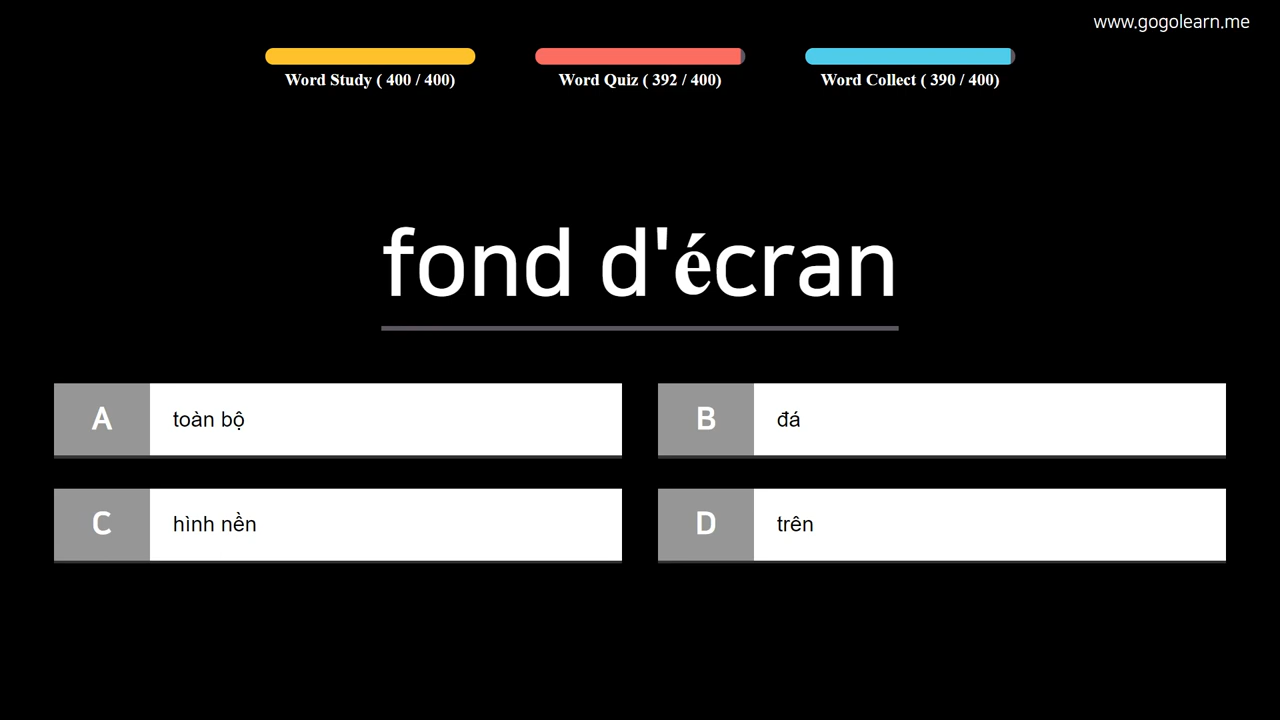 www.gogolearn.me
Word Study ( 400 / 400)
Word Quiz ( 392 / 400)
Word Collect ( 390 / 400)
fond d'écran
A
toàn bộ
B
đá
C
hình nền
D
trên